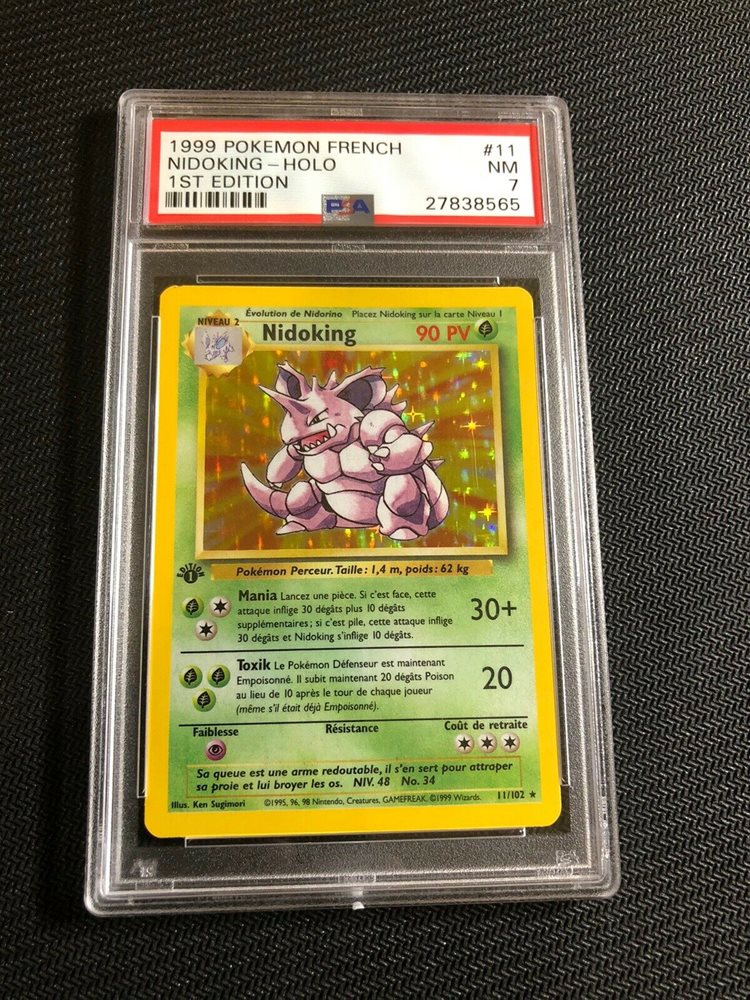 1999 POKEMON FRENCH #11
NIDOKING – HOLO NM
1ST EDITION 7
PSA 27838565
Évolution de Nidorino Placez Nidoking sur la carte Niveau 1
NIVEAU 2
Nidoking 90 PV
EDITION
1
Pokémon Perceur. Taille : 1,4 m, poids : 62 kg
Mania Lancez une pièce. Si c'est face, cette
attaque inflige 30 dégâts plus 10 dégâts
supplémentaires ; si c'est pile, cette attaque inflige
30 dégâts et Nidoking s'inflige 10 dégâts.
30+
Toxik Le Pokémon Défenseur est maintenant
Empoisonné. Il subit maintenant 20 dégâts Poison
au lieu de 10 après le tour de chaque joueur
(même s'il était déjà Empoisonné).
20
Faiblesse Résistance Coût de retraite
Sa queue est une arme redoutable, il s'en sert pour attraper
sa proie et lui broyer les os. NIV. 48 No. 34
Illus. Ken Sugimori ©1995, 96, 98 Nintendo, Creatures, GAMEFREAK. ©1999 Wizards. 11/102 ★